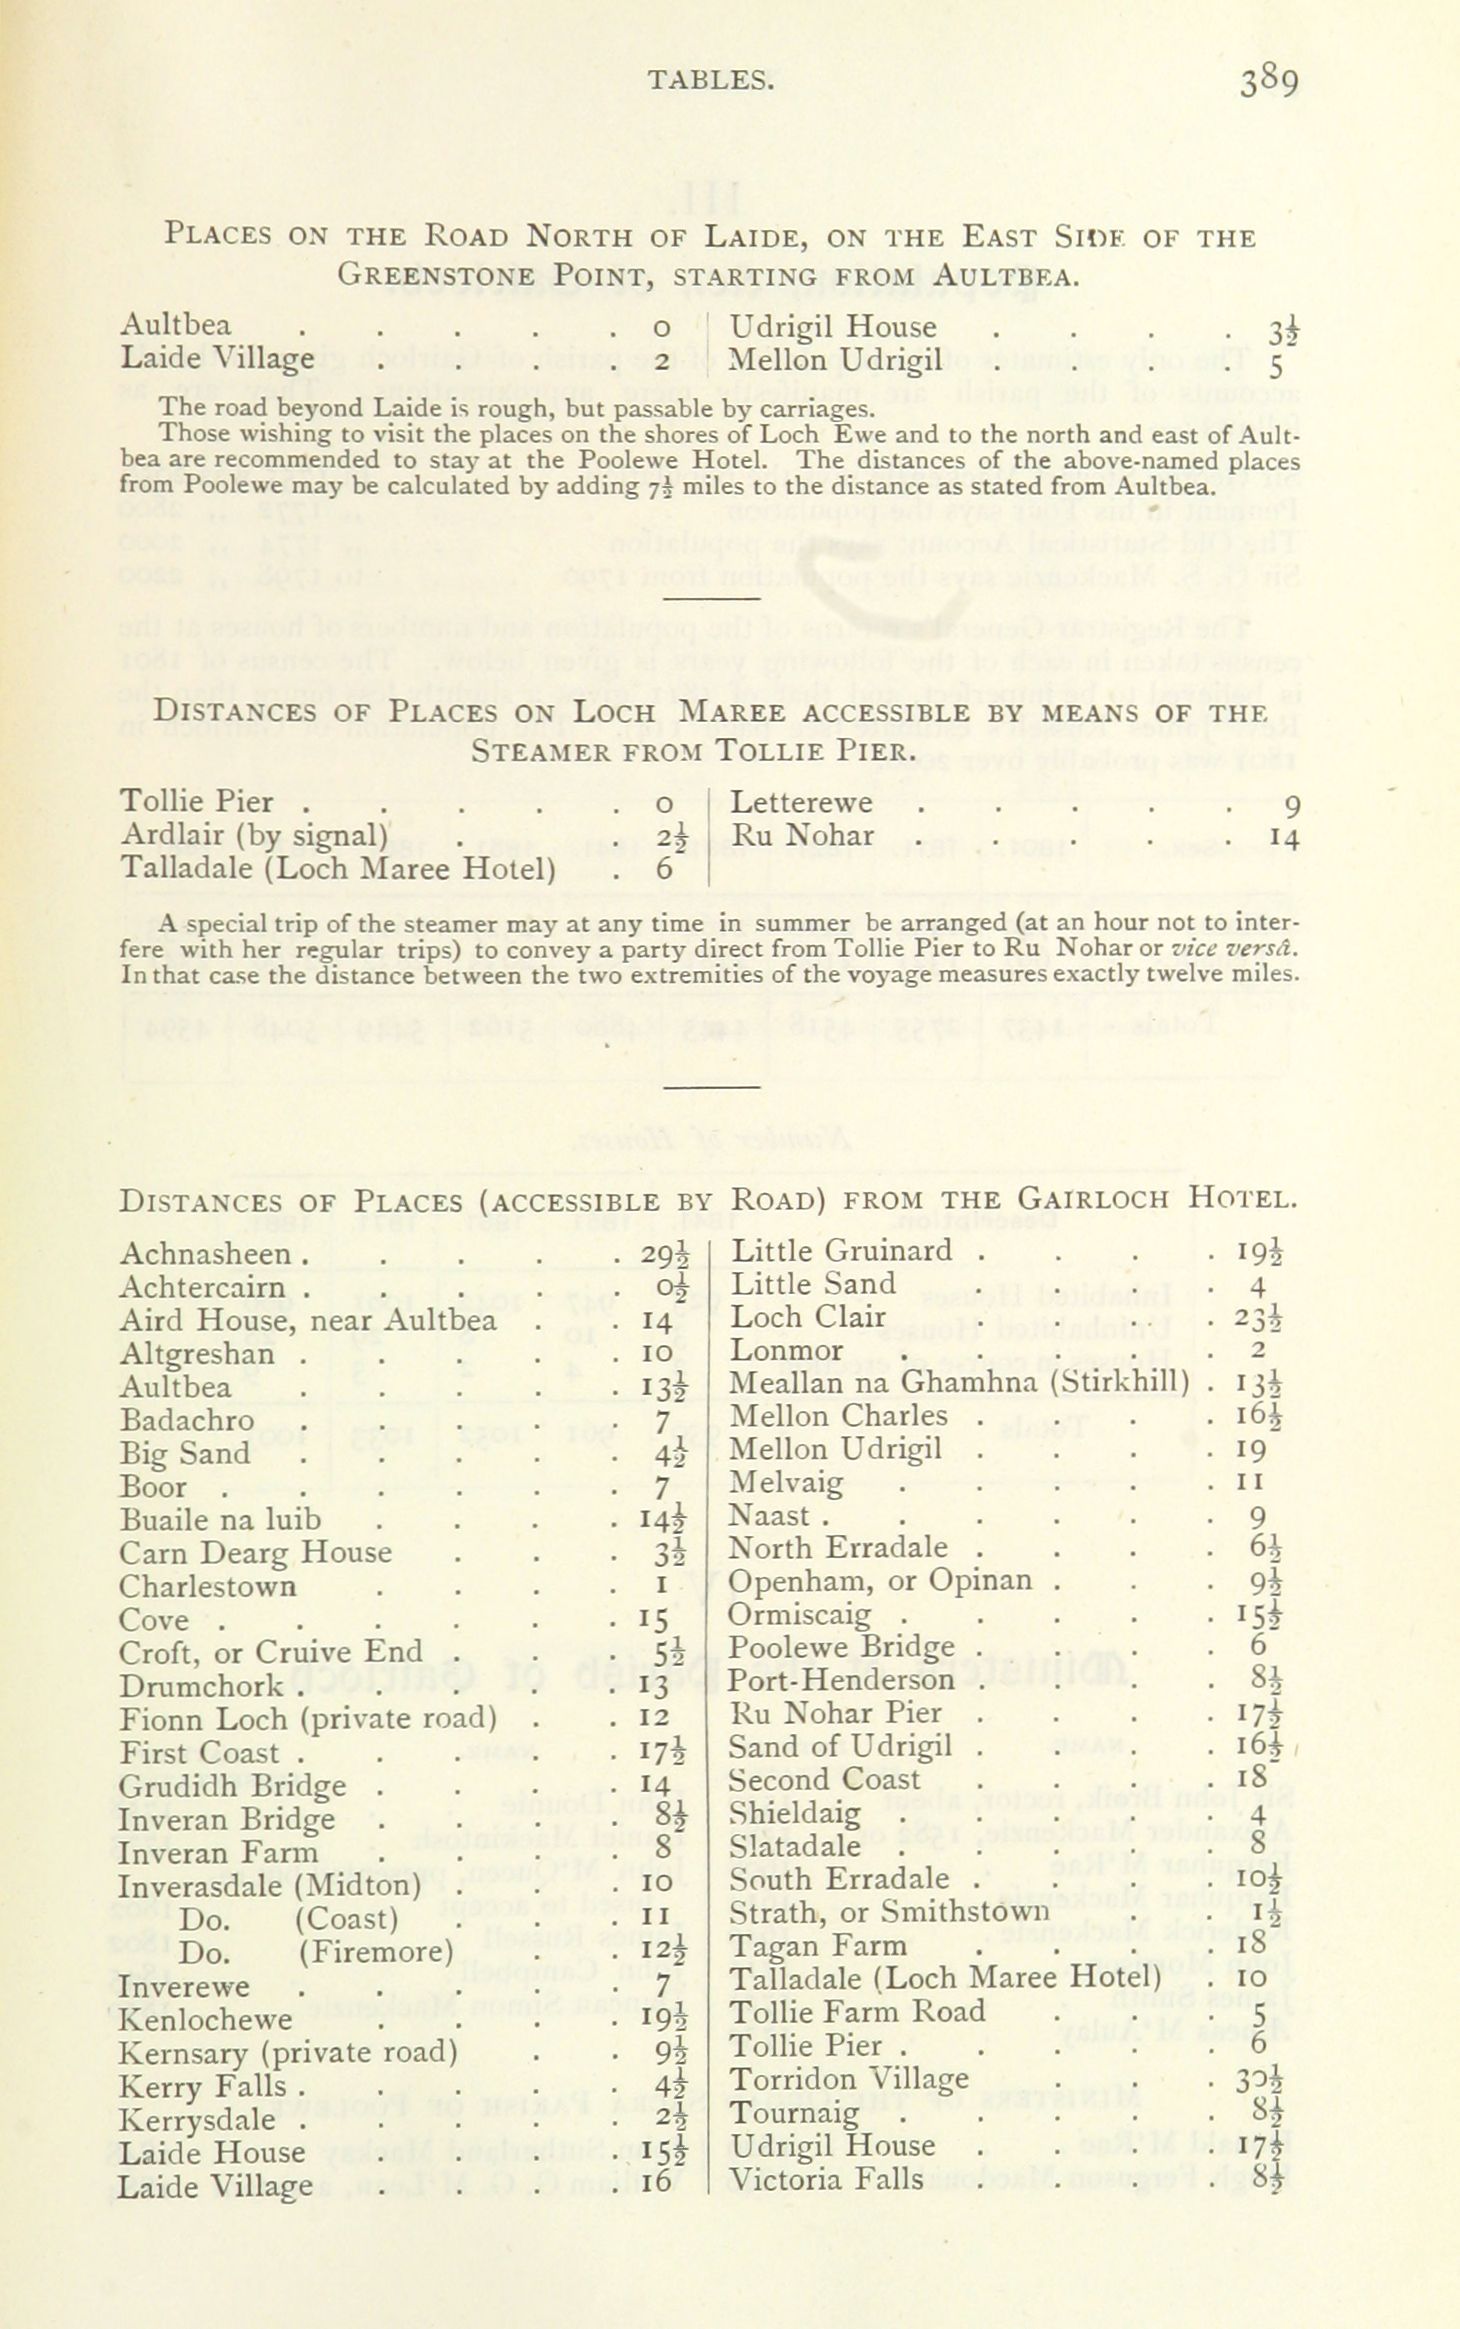 TABLES. 389
PLACES ON THE ROAD NORTH OF LAIDE, ON THE EAST SIDE OF THE
GREENSTONE POINT, STARTING FROM AULTBEA.
Aultbea . . . . . 0
Laide Village . . . . 2
Udrigil House . . . . 3½
Mellon Udrigil . . . . 5
The road beyond Laide is rough, but passable by carriages.
Those wishing to visit the places on the shores of Loch Ewe and to the north and east of Ault-
bea are recommended to stay at the Poolewe Hotel. The distances of the above-named places
from Poolewe may be calculated by adding 7½ miles to the distance as stated from Aultbea.
DISTANCES OF PLACES ON LOCH MAREE ACCESSIBLE BY MEANS OF THE
STEAMER FROM TOLLIE PIER.
Tollie Pier . . . . . 0
Ardlair (by signal) . . . 2½
Talladale (Loch Maree Hotel) . 6
Letterewe . . . . . 9
Ru Nohar . . . . . 14
A special trip of the steamer may at any time in summer be arranged (at an hour not to inter-
fere with her regular trips) to convey a party direct from Tollie Pier to Ru Nohar or vice versâ.
In that case the distance between the two extremities of the voyage measures exactly twelve miles.
DISTANCES OF PLACES (ACCESSIBLE BY ROAD) FROM THE GAIRLOCH HOTEL.
Achnasheen . . . . . 29½
Achtercairn . . . . . 0½
Aird House, near Aultbea . . 14
Altgreshan . . . . . 10
Aultbea . . . . . 13½
Badachro . . . . . 7
Big Sand . . . . . 4½
Boor . . . . . . 7
Buaile na luib . . . . 14½
Carn Dearg House . . . 3½
Charlestown . . . . 1
Cove . . . . . . 15
Croft, or Cruive End . . . 5½
Drumchork . . . . . 13
Fionn Loch (private road) . . 12
First Coast . . . . . 17½
Grudidh Bridge . . . . 14
Inveran Bridge . . . . 8½
Inveran Farm . . . . 8
Inverasdale (Midton) . . . 10
Do. (Coast) . . . 11
Do. (Firemore) . . 12½
Inverewe . . . . . 7
Kenlochewe . . . . 19½
Kernsary (private road) . . 9½
Kerry Falls . . . . . 4½
Kerrysdale . . . . . 2½
Laide House . . . . 15½
Laide Village . . . . 16
Little Gruinard . . . . 19½
Little Sand . . . . 4
Loch Clair . . . . 23½
Lonmor . . . . . 2
Meallan na Ghamhna (Stirkhill) . 13½
Mellon Charles . . . . 16½
Mellon Udrigil . . . . 19
Melvaig . . . . . 11
Naast . . . . . . 9
North Erradale . . . . 6½
Openham, or Opinan . . . 9½
Ormiscaig . . . . . 15½
Poolewe Bridge . . . . 6
Port-Henderson . . . . 8½
Ru Nohar Pier . . . . 17½
Sand of Udrigil . . . . 16½
Second Coast . . . . 18
Shieldaig . . . . . 4
Slatadale . . . . . 8
South Erradale . . . . 10½
Strath, or Smithstown . . 1½
Tagan Farm . . . . 18
Talladale (Loch Maree Hotel) . 10
Tollie Farm Road . . . 5
Tollie Pier . . . . . 6
Torridon Village . . . 30½
Tournaig . . . . . 8½
Udrigil House . . . . 17½
Victoria Falls . . . . 8½